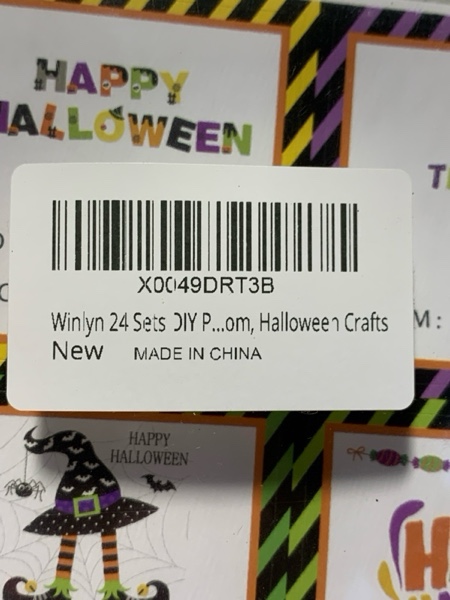 HAPPY
HALLOWEEN
X0049DRT3B
Winlyn 24 Sets DIY P...om, Halloween Crafts
New MADE IN CHINA
M:
HAPPY
HALLOWEEN